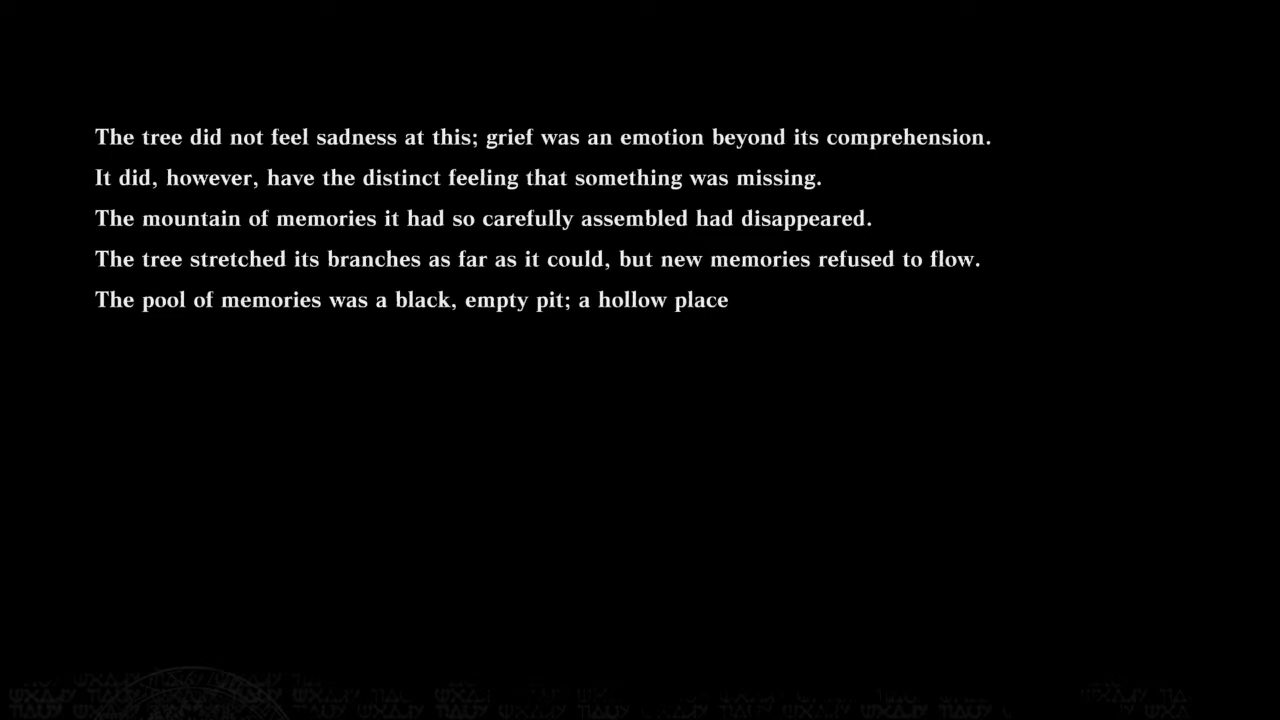 The tree did not feel sadness at this; grief was an emotion beyond its comprehension.
It did, however, have the distinct feeling that something was missing.
The mountain of memories it had so carefully assembled had disappeared.
The tree stretched its branches as far as it could, but new memories refused to flow.
The pool of memories was a black, empty pit; a hollow place